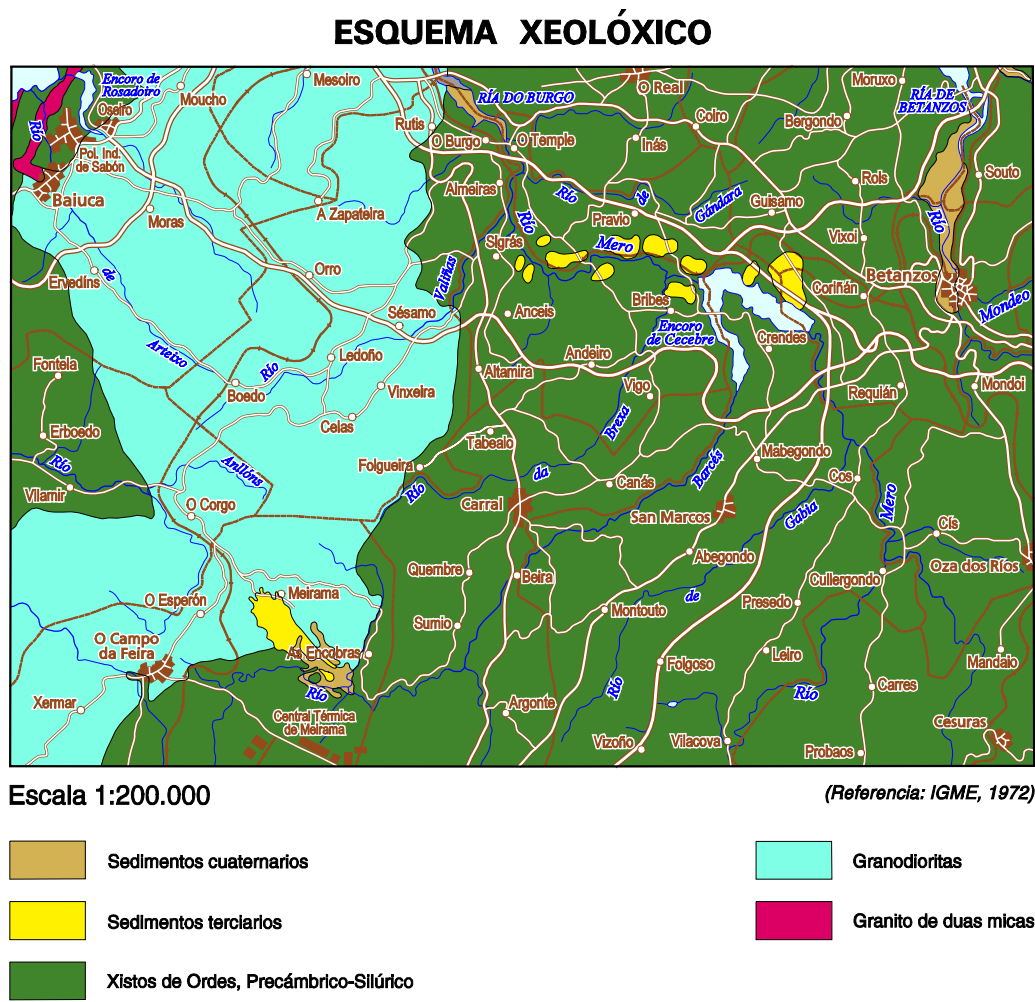 ESQUEMA XEOLÓXICO
Encoro de
Rosadoiro
Moucho
Mesoiro
O Real
Moruxo
RÍA DE
BETANZOS
RÍA DO BURGO
Oseiro
Rutis
Coiro
Bergondo
Río
O Burgo
O Temple
Inás
Pol. Ind.
de Sabón
Baiuca
Almeiras
Río
da
Gándara
Rois
Souto
A Zapateira
Guisamo
Moras
Río
Pravio
Vixoi
Río
Sigrás
Mero
Ervedins
de
Orro
Valiñas
Betanzos
Coriñán
Bribes
Mondeo
Sésamo
Anceis
Encoro
de Cecebre
Crendes
Arteixo
Ledoño
Andeiro
Fontela
Río
Altamira
Boedo
Vinxeira
Vigo
Requián
Mondoi
Celas
Brexa
Erboedo
Tabeaio
Mabegondo
Río
Anllóns
Folgueira
da
Barcés
Vilamir
Río
Canás
Cos
O Corgo
Carral
San Marcos
Gabia
Mero
Cís
Abegondo
Quembre
Beira
Cullergondo
Oza dos Ríos
Meirama
O Esperón
Montouto
de
Presedo
Sumio
O Campo
da Feira
As Encobras
Folgoso
Leiro
Mandaio
Río
Río
Río
Carres
Xermar
Argonte
Central Térmica
de Meirama
Cesuras
Vizoño
Vilacova
Probaos
Escala 1:200.000
(Referencia: IGME, 1972)
Sedimentos cuaternarios
Granodioritas
Sedimentos terciarios
Granito de duas micas
Xistos de Ordes, Precámbrico-Silúrico